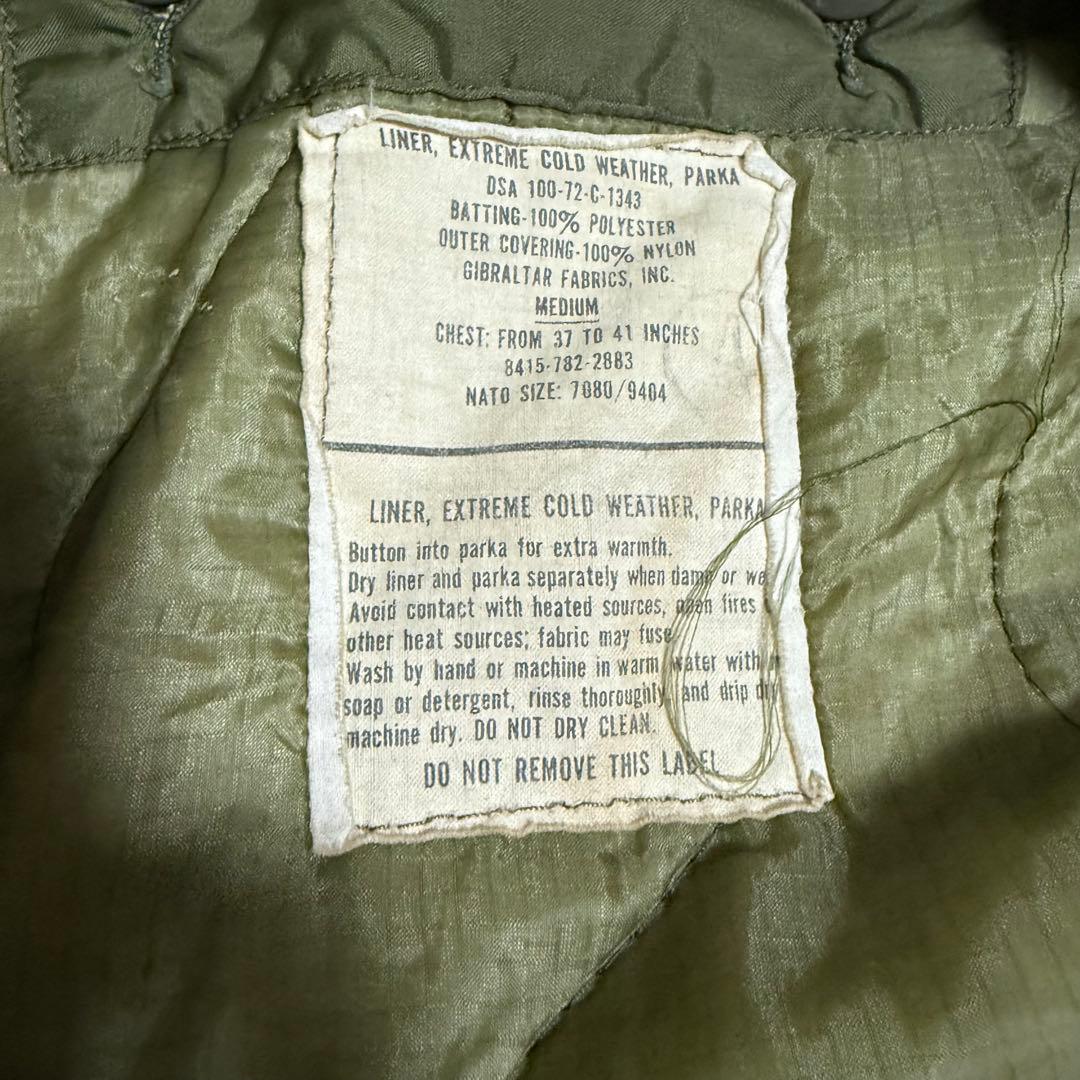 LINER, EXTREME COLD WEATHER, PARKA
DSA 100-72-C-1343
BATTING-100% POLYESTER
OUTER COVERING-100% NYLON
GIBRALTAR FABRICS, INC.
MEDIUM
CHEST: FROM 37 TO 41 INCHES
8415-782-2883
NATO SIZE: 7080/9404
LINER, EXTREME COLD WEATHER, PARKA
Button into parka for extra warmth.
Dry liner and parka separately when damp or
Avoid contact with heated sources, open fires
other heat sources; fabric may fuse
Wash by hand or machine in warm water with
soap or detergent, rinse thoroughly and drip
machine dry. DO NOT DRY CLEAN.
DO NOT REMOVE THIS LABEL